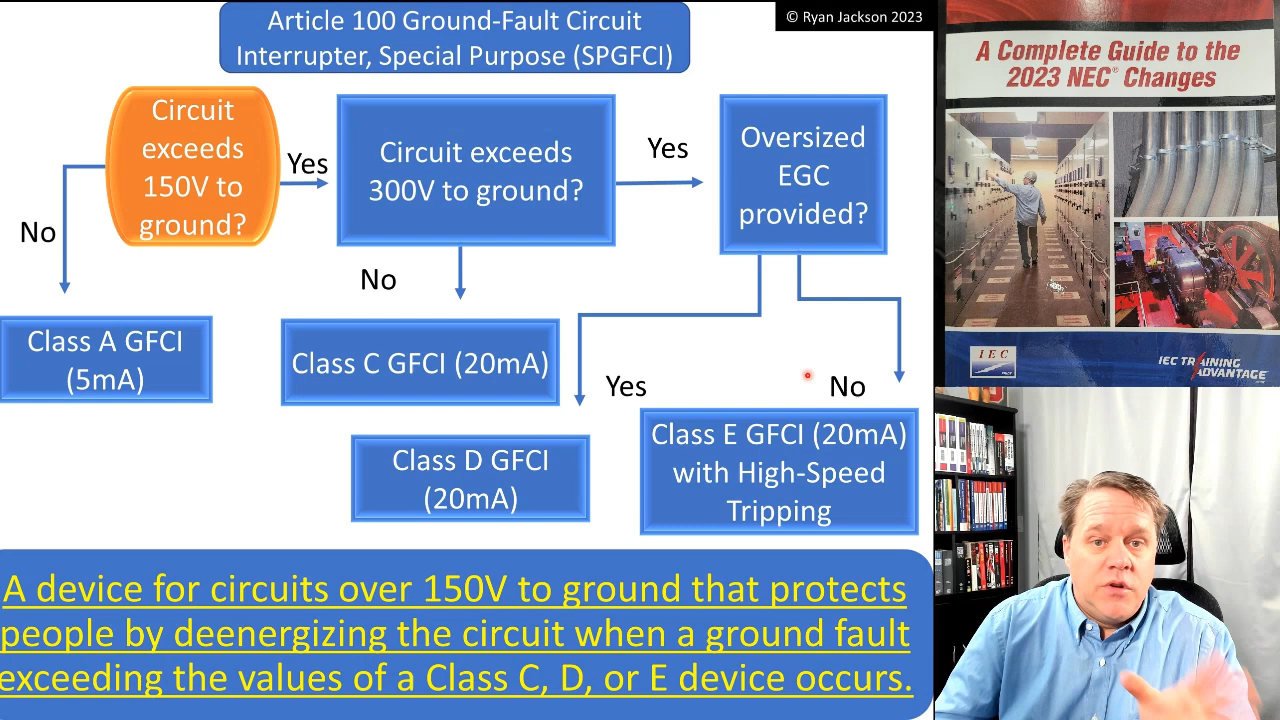 Article 100 Ground-Fault Circuit
Interrupter, Special Purpose (SPGFCI)
© Ryan Jackson 2023
A Complete Guide to the
2023 NEC® Changes
Circuit
exceeds
150V to
ground?
Yes
No
Circuit exceeds
300V to ground?
Yes
No
Oversized
EGC
provided?
Class A GFCI
(5mA)
Class C GFCI (20mA)
Yes
No
Class D GFCI
(20mA)
Class E GFCI (20mA)
with High-Speed
Tripping
IEC
IEC TRAINING
ADVANTAGE
A device for circuits over 150V to ground that protects
people by deenergizing the circuit when a ground fault
exceeding the values of a Class C, D, or E device occurs.